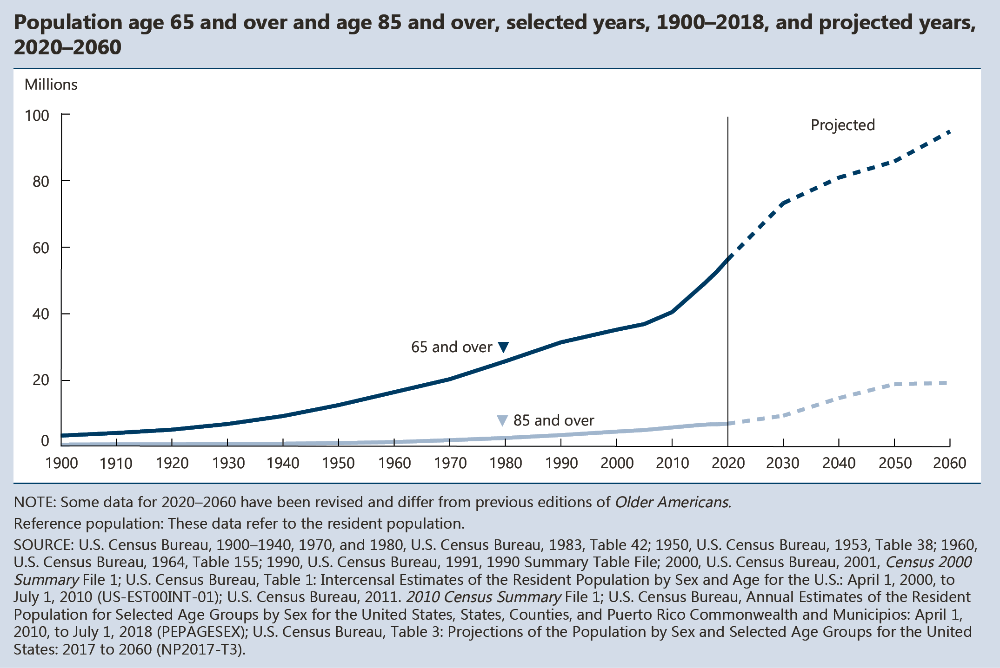 Population age 65 and over and age 85 and over, selected years, 1900–2018, and projected years,
2020–2060
Millions
100
80
60
40
20
0
Projected
65 and over
85 and over
1900 1910 1920 1930 1940 1950 1960 1970 1980 1990 2000 2010 2020 2030 2040 2050 2060
NOTE: Some data for 2020–2060 have been revised and differ from previous editions of Older Americans.
Reference population: These data refer to the resident population.
SOURCE: U.S. Census Bureau, 1900–1940, 1970, and 1980, U.S. Census Bureau, 1983, Table 42; 1950, U.S. Census Bureau, 1953, Table 38; 1960,
U.S. Census Bureau, 1964, Table 155; 1990, U.S. Census Bureau, 1991, 1990 Summary Table File; 2000, U.S. Census Bureau, 2001, Census 2000
Summary File 1; U.S. Census Bureau, Table 1: Intercensal Estimates of the Resident Population by Sex and Age for the U.S.: April 1, 2000, to
July 1, 2010 (US-EST00INT-01); U.S. Census Bureau, 2011. 2010 Census Summary File 1; U.S. Census Bureau, Annual Estimates of the Resident
Population for Selected Age Groups by Sex for the United States, States, Counties, and Puerto Rico Commonwealth and Municipios: April 1,
2010, to July 1, 2018 (PEPAGESEX); U.S. Census Bureau, Table 3: Projections of the Population by Sex and Selected Age Groups for the United
States: 2017 to 2060 (NP2017-T3).